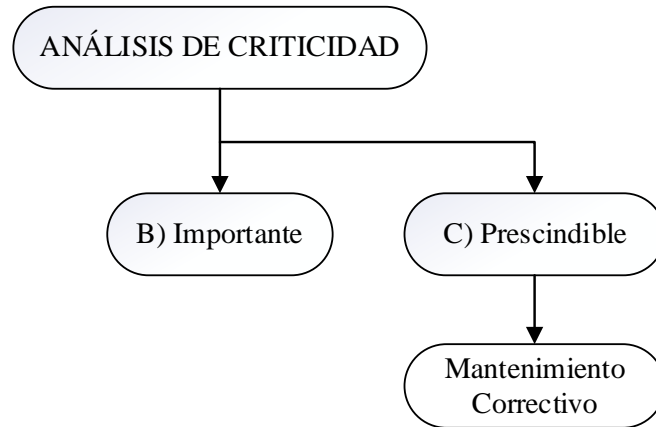 ANÁLISIS DE CRITICIDAD
B) Importante
C) Prescindible
Mantenimiento
Correctivo